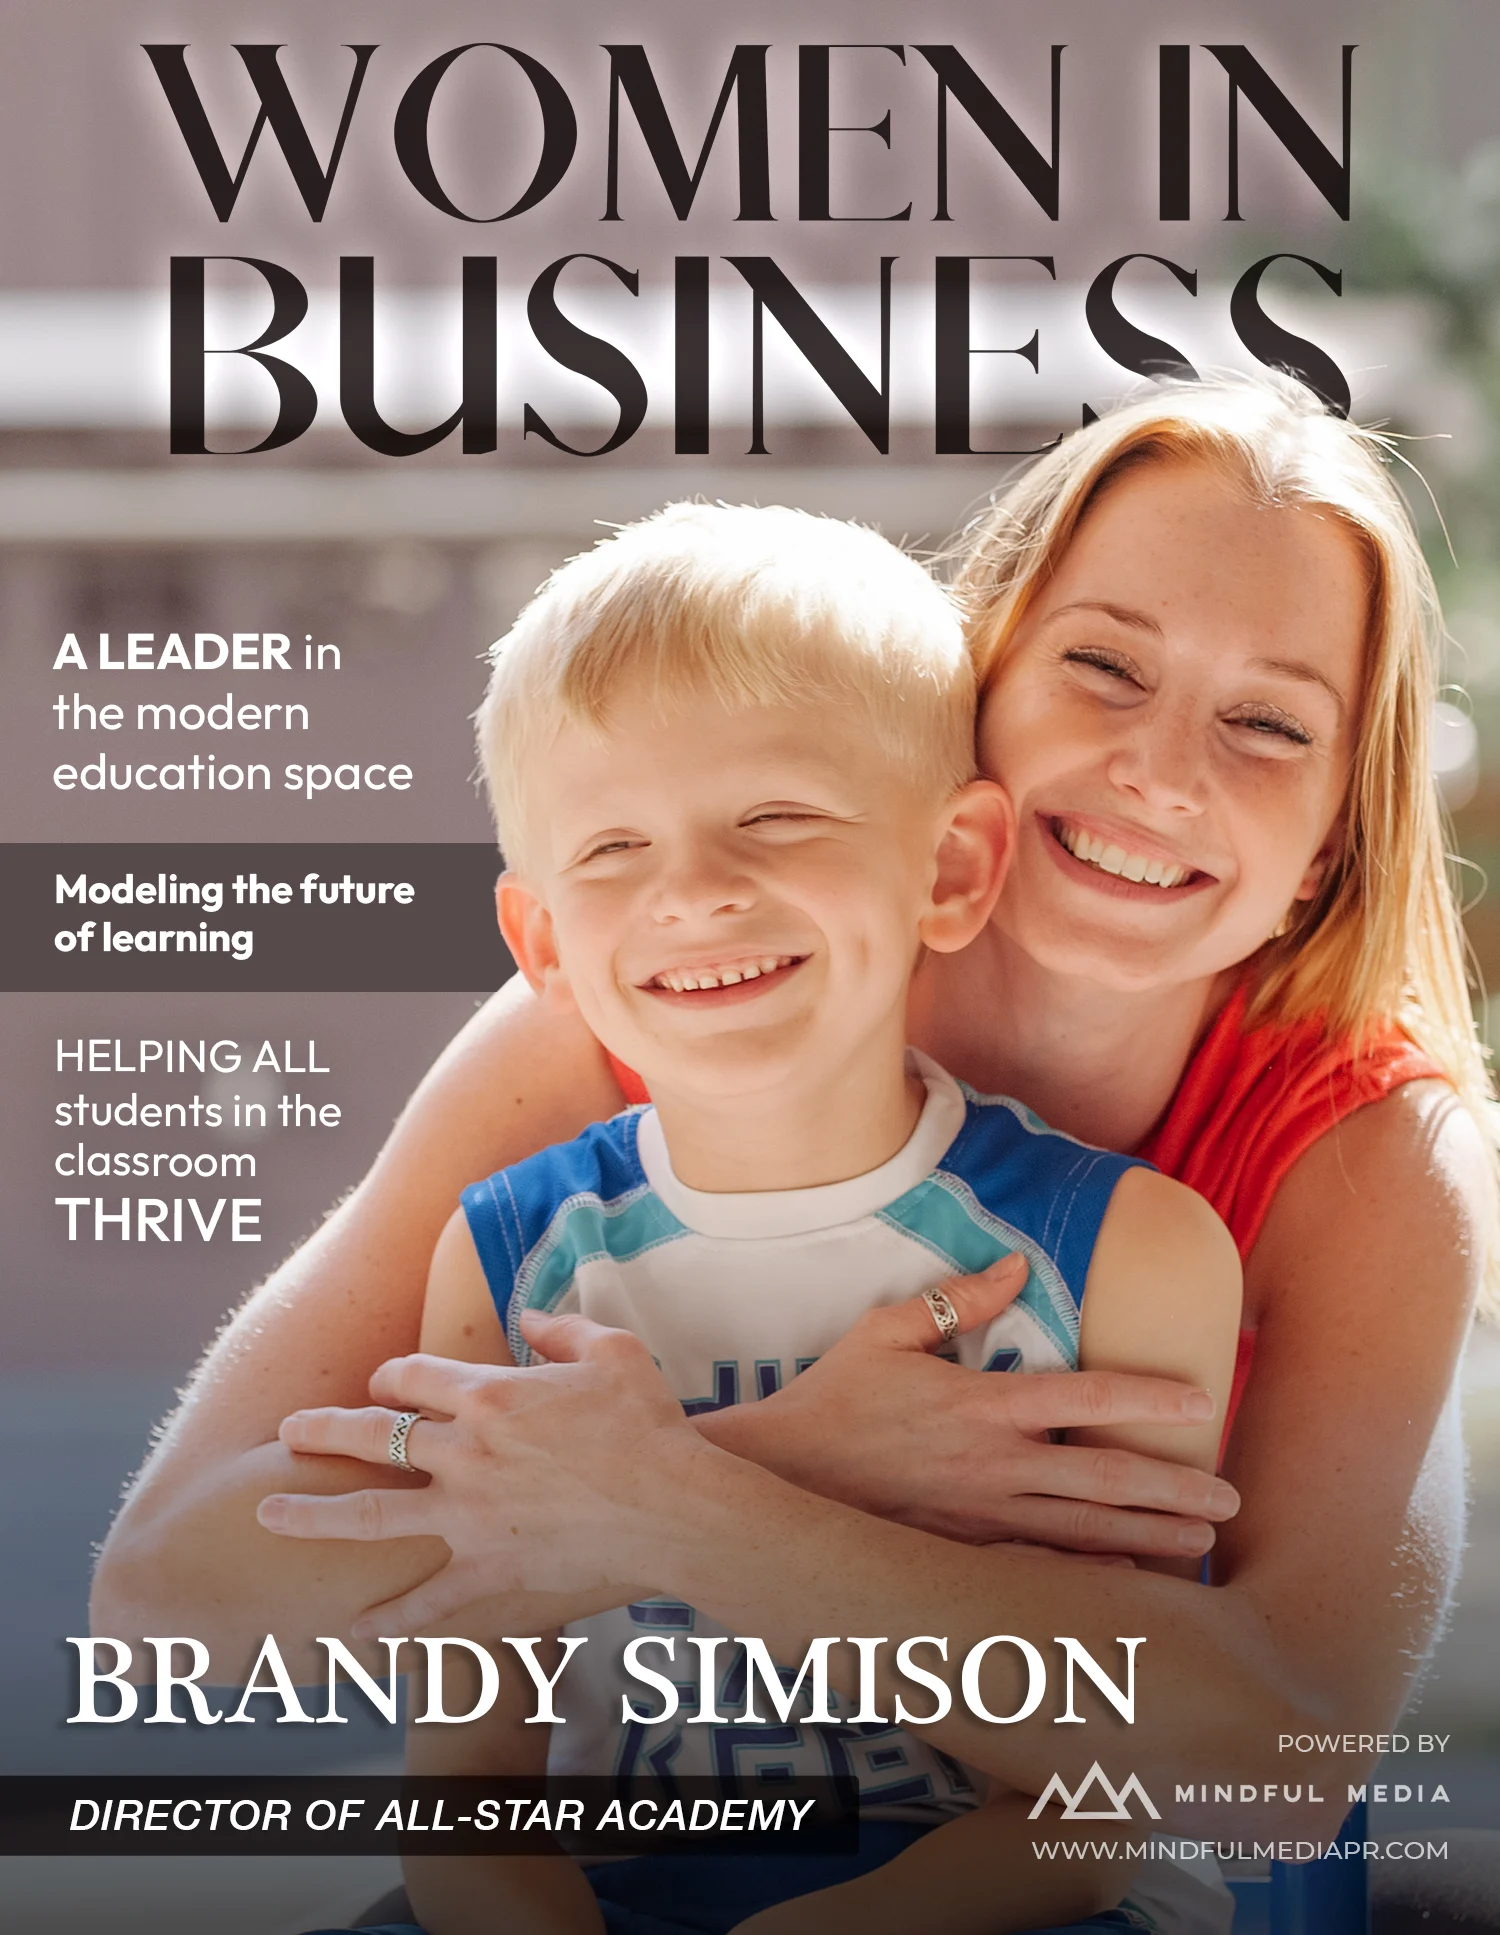 WOMEN IN
BUSINESS
A LEADER in
the modern
education space
Modeling the future
of learning
HELPING ALL
students in the
classroom
THRIVE
BRANDY SIMISON
DIRECTOR OF ALL-STAR ACADEMY
POWERED BY
MINDFUL MEDIA
WWW.MINDFULMEDIAPR.COM